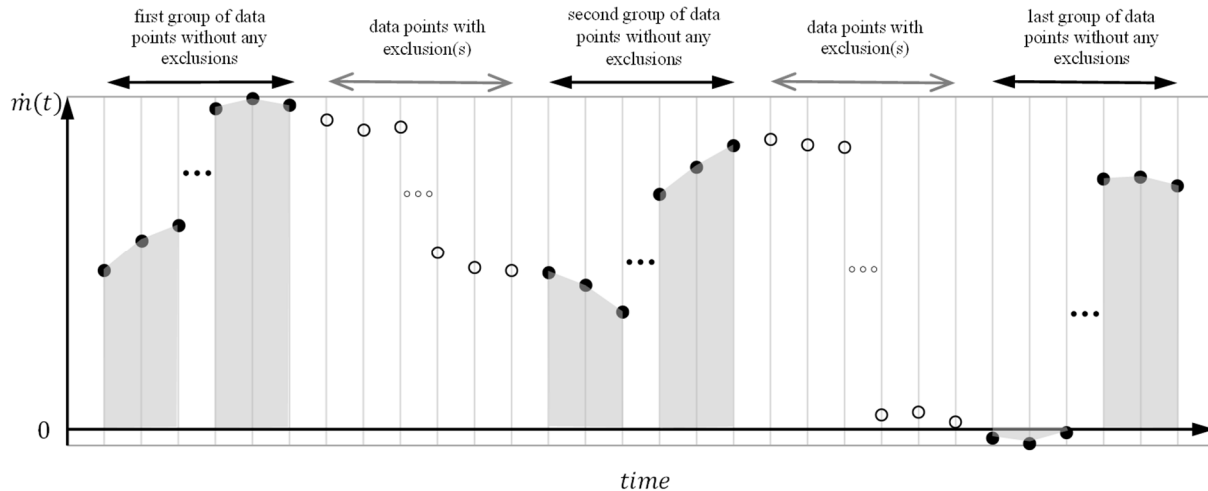 first group of data
points without any
exclusions
data points with
exclusion(s)
second group of data
points without any
exclusions
data points with
exclusion(s)
last group of data
points without any
exclusions
ṁ(t)
0
time